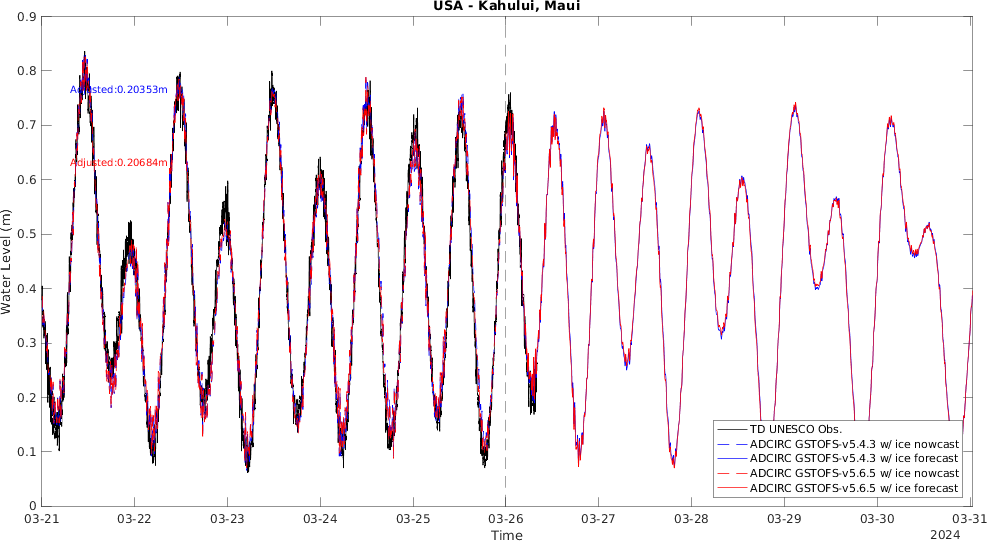 USA - Kahului, Maui
0.9
0.8
0.7
0.6
0.5
0.4
0.3
0.2
0.1
0
Water Level (m)
Adjusted:0.20353m
Adjusted:0.20684m
TD UNESCO Obs.
ADCIRC GSTOFS-v5.4.3 w/ ice nowcast
ADCIRC GSTOFS-v5.4.3 w/ ice forecast
ADCIRC GSTOFS-v5.6.5 w/ ice nowcast
ADCIRC GSTOFS-v5.6.5 w/ ice forecast
03-21 03-22 03-23 03-24 03-25 03-26 03-27 03-28 03-29 03-30 03-31
Time
2024